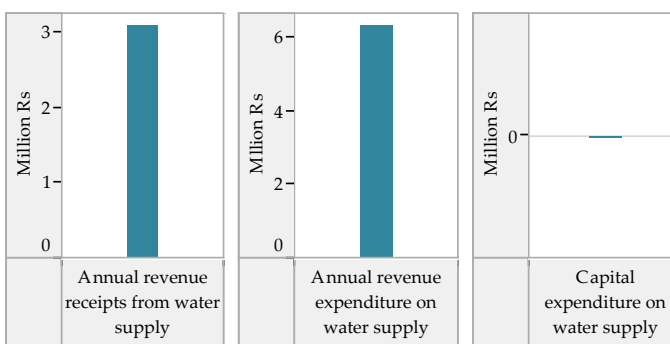 Million Rs
3
2
1
0
Annual revenue
receipts from water
supply
Million Rs
6
4
2
0
Annual revenue
expenditure on
water supply
Million Rs
0
Capital
expenditure on
water supply